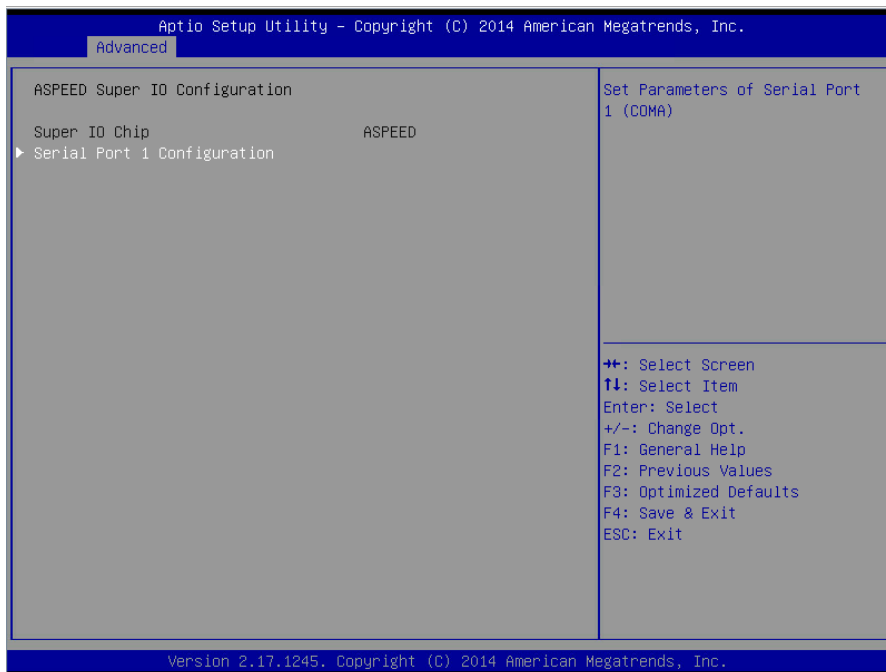 Aptio Setup Utility – Copyright (C) 2014 American Megatrends, Inc.
Advanced
ASPEED Super IO Configuration
Super IO Chip ASPEED
Serial Port 1 Configuration
Set Parameters of Serial Port
1 (COMA)
→←: Select Screen
↑↓: Select Item
Enter: Select
+/-: Change Opt.
F1: General Help
F2: Previous Values
F3: Optimized Defaults
F4: Save & Exit
ESC: Exit
Version 2.17.1245. Copyright (C) 2014 American Megatrends, Inc.